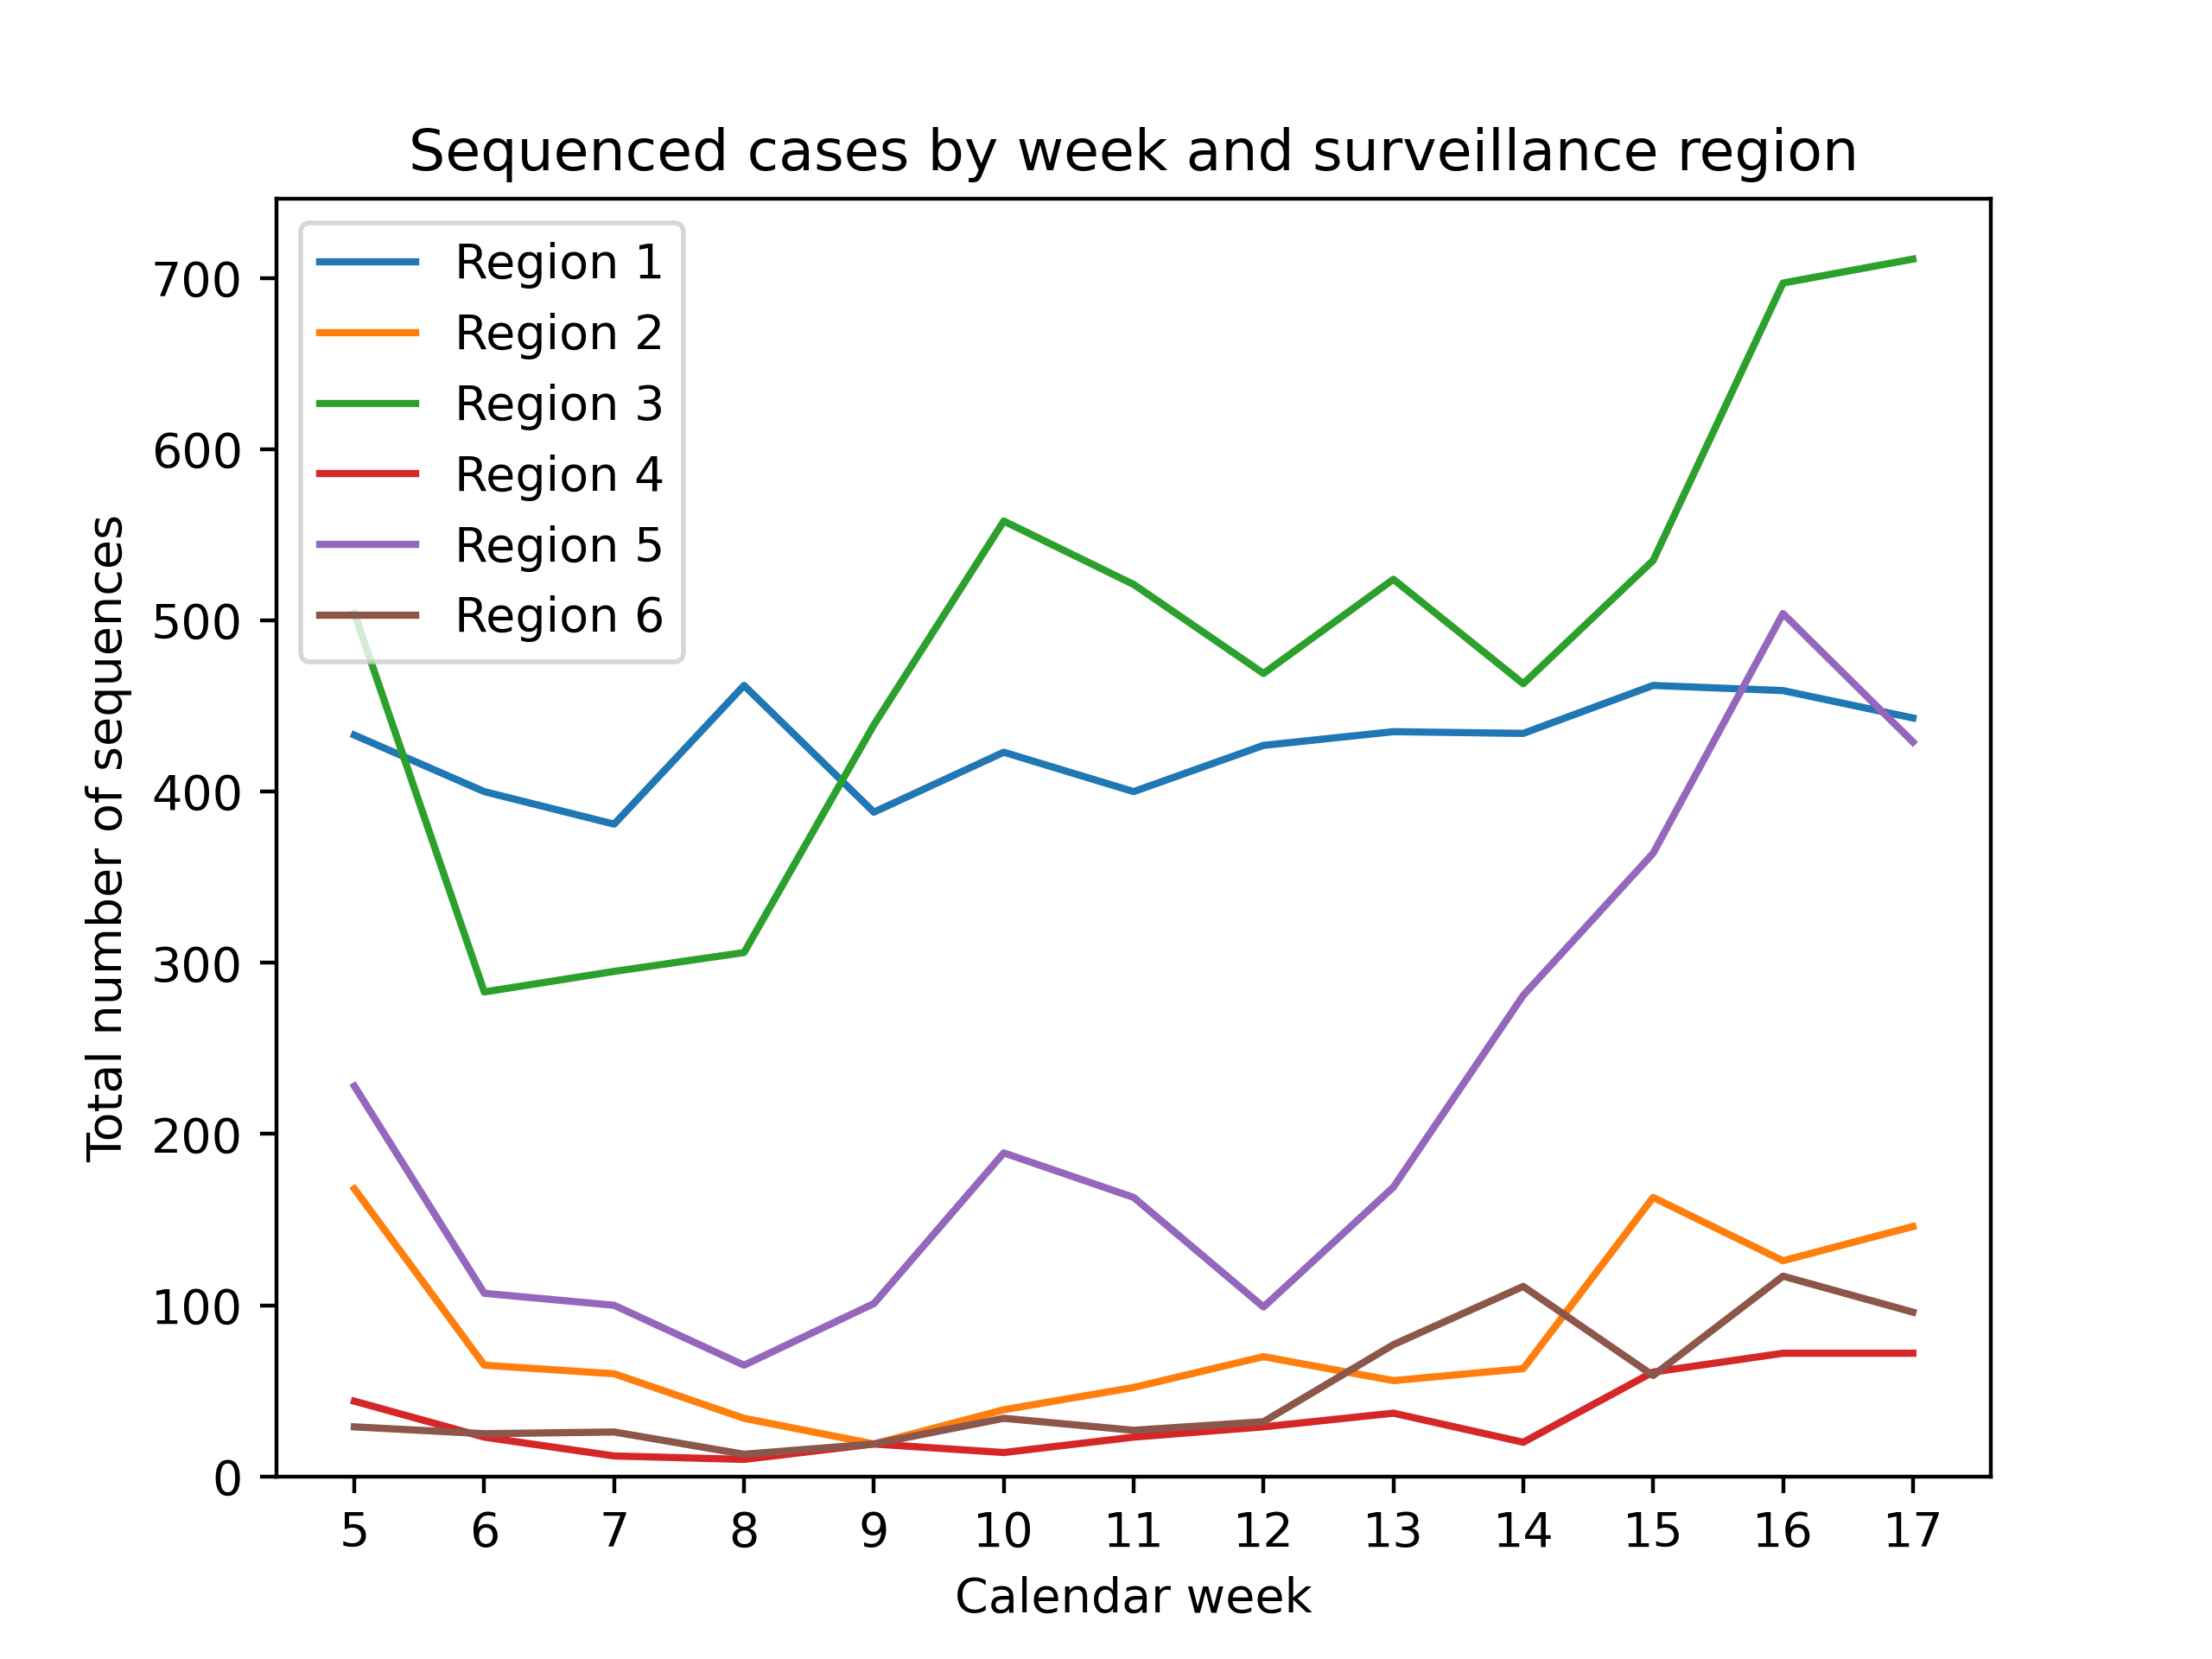 Sequenced cases by week and surveillance region
Region 1
Region 2
Region 3
Region 4
Region 5
Region 6
700
600
500
400
300
200
100
0
Total number of sequences
5 6 7 8 9 10 11 12 13 14 15 16 17
Calendar week